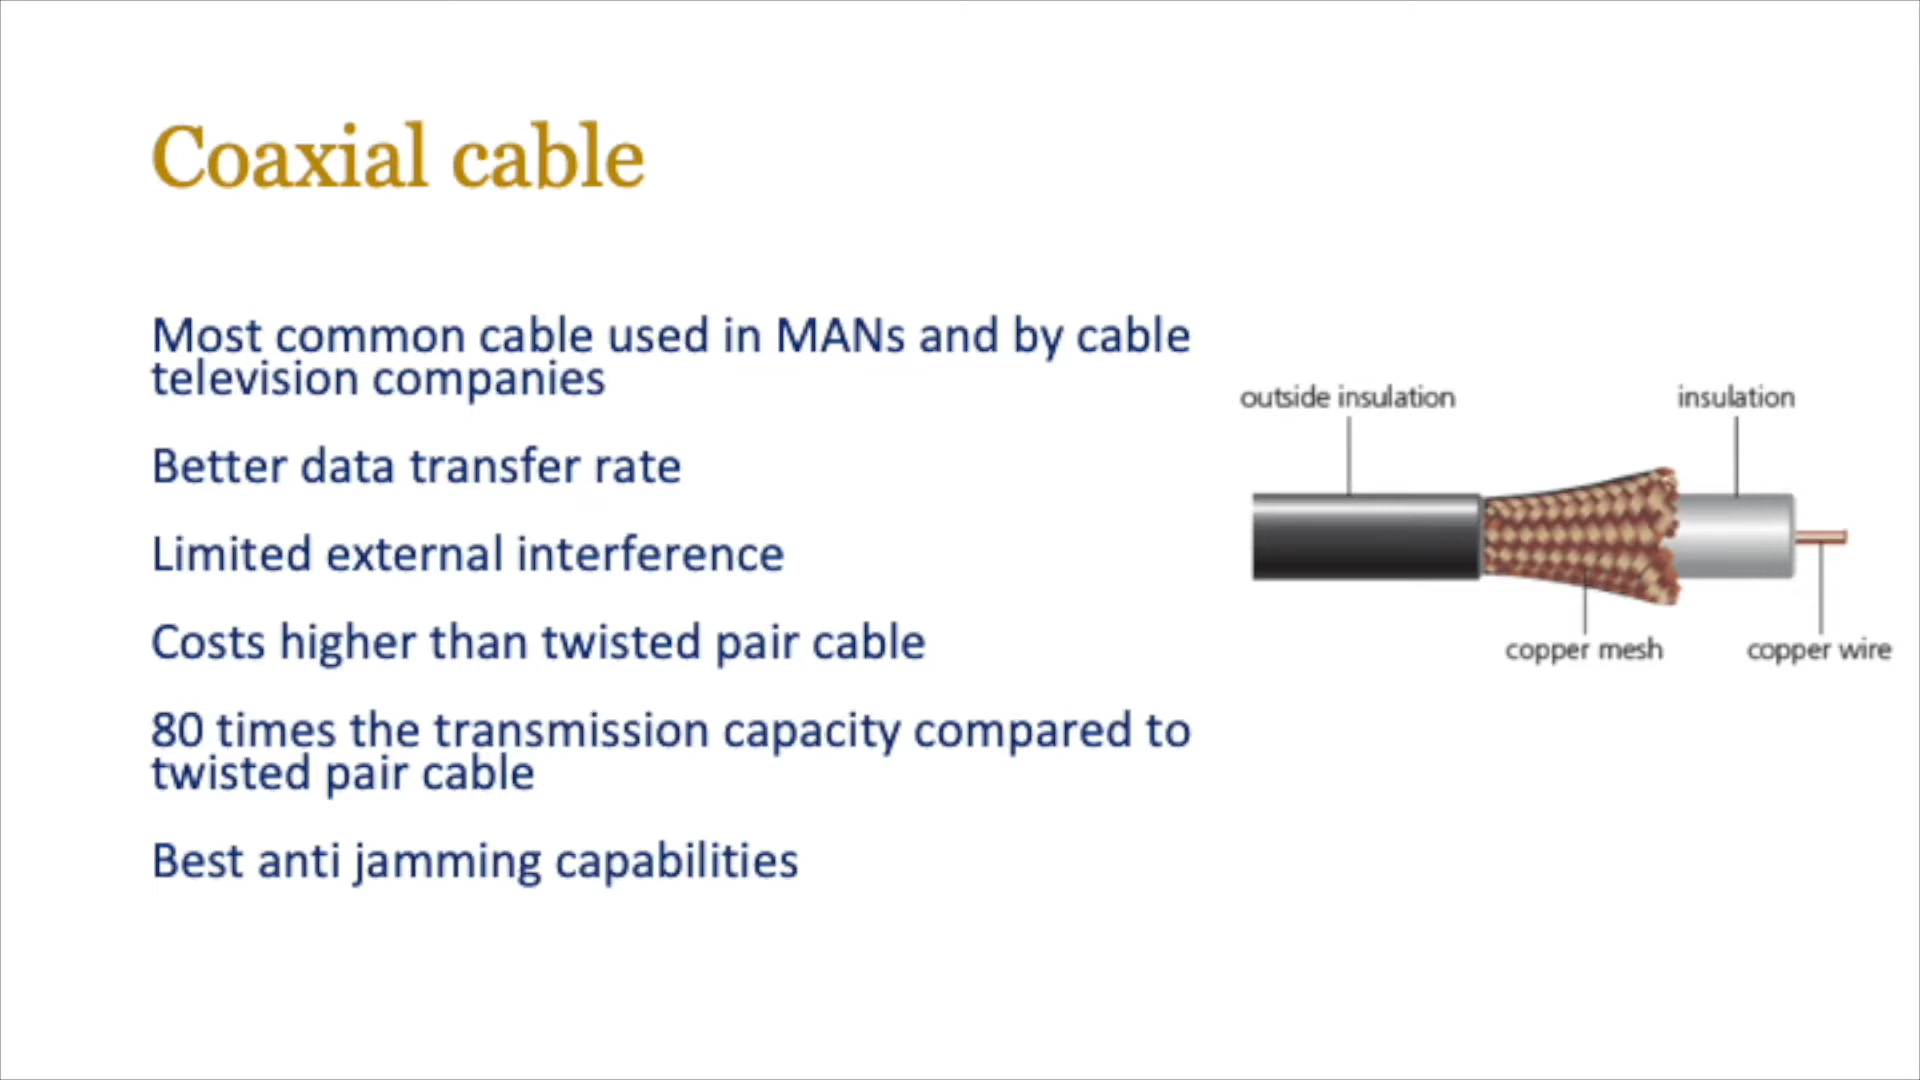 Coaxial cable
Most common cable used in MANs and by cable
television companies
Better data transfer rate
Limited external interference
Costs higher than twisted pair cable
80 times the transmission capacity compared to
twisted pair cable
Best anti jamming capabilities
outside insulation
insulation
copper mesh
copper wire